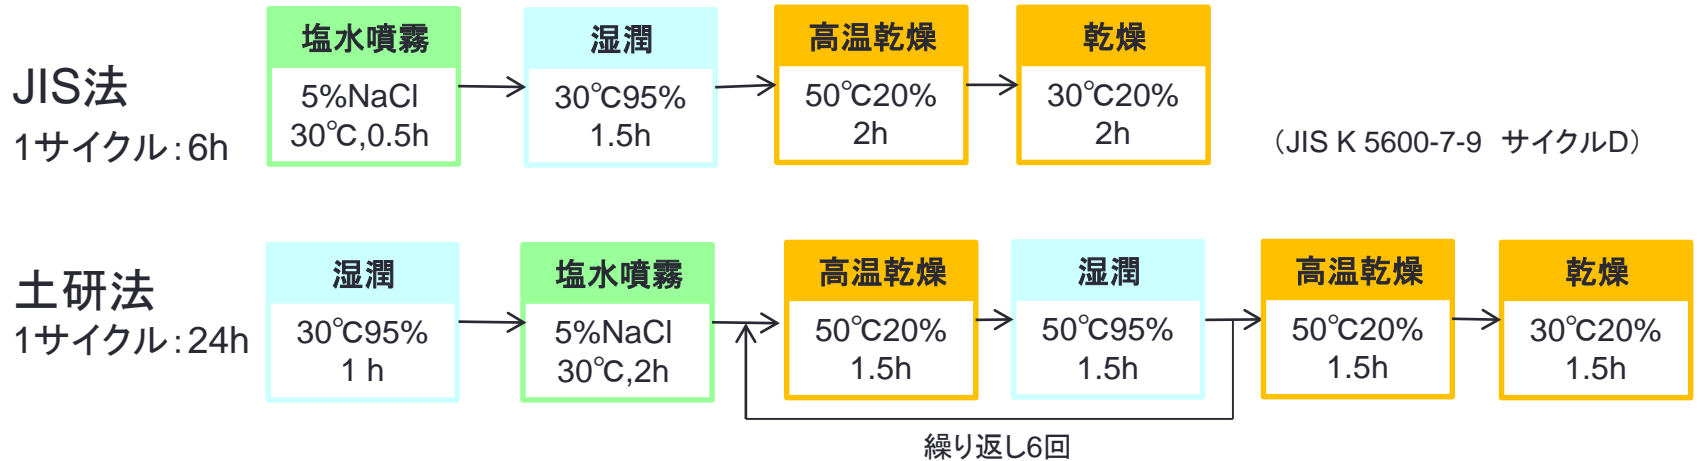 JIS法
1サイクル：6h
塩水噴霧
5%NaCl
30℃,0.5h
湿潤
30℃95%
1.5h
高温乾燥
50℃20%
2h
乾燥
30℃20%
2h
（JIS K 5600-7-9　サイクルD）
土研法
1サイクル：24h
湿潤
30℃95%
1 h
塩水噴霧
5%NaCl
30℃,2h
高温乾燥
50℃20%
1.5h
湿潤
50℃95%
1.5h
高温乾燥
50℃20%
1.5h
乾燥
30℃20%
1.5h
繰り返し6回